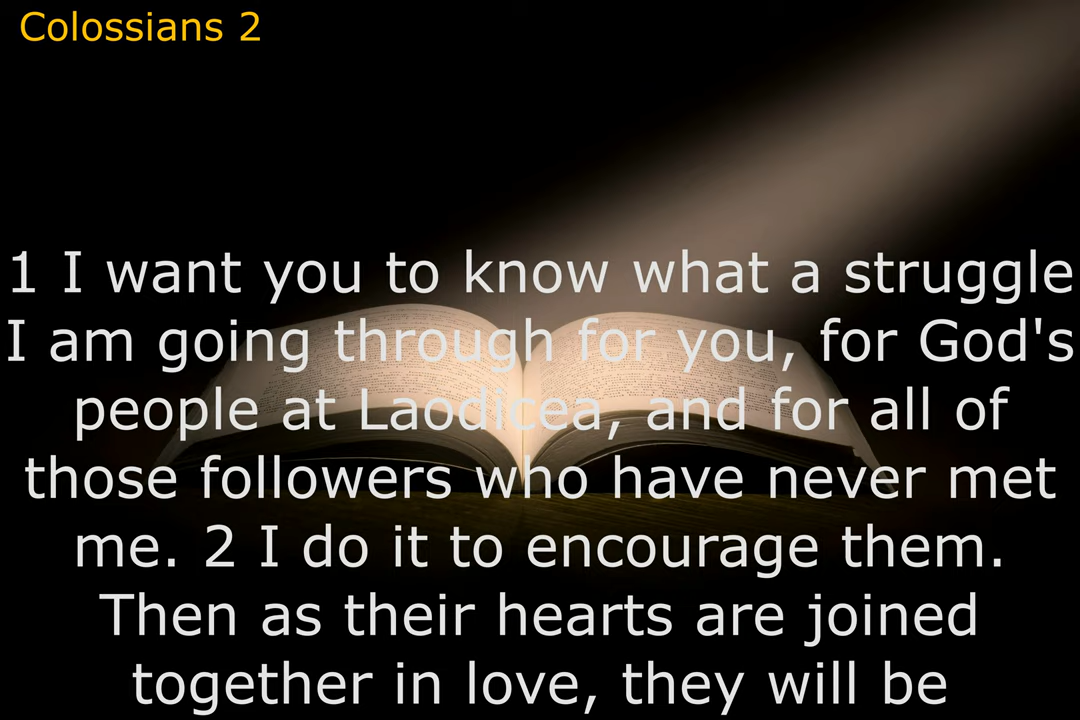 Colossians 2
1 I want you to know what a struggle
I am going through for you, for God's
people at Laodicea, and for all of
those followers who have never met
me. 2 I do it to encourage them.
Then as their hearts are joined
together in love, they will be